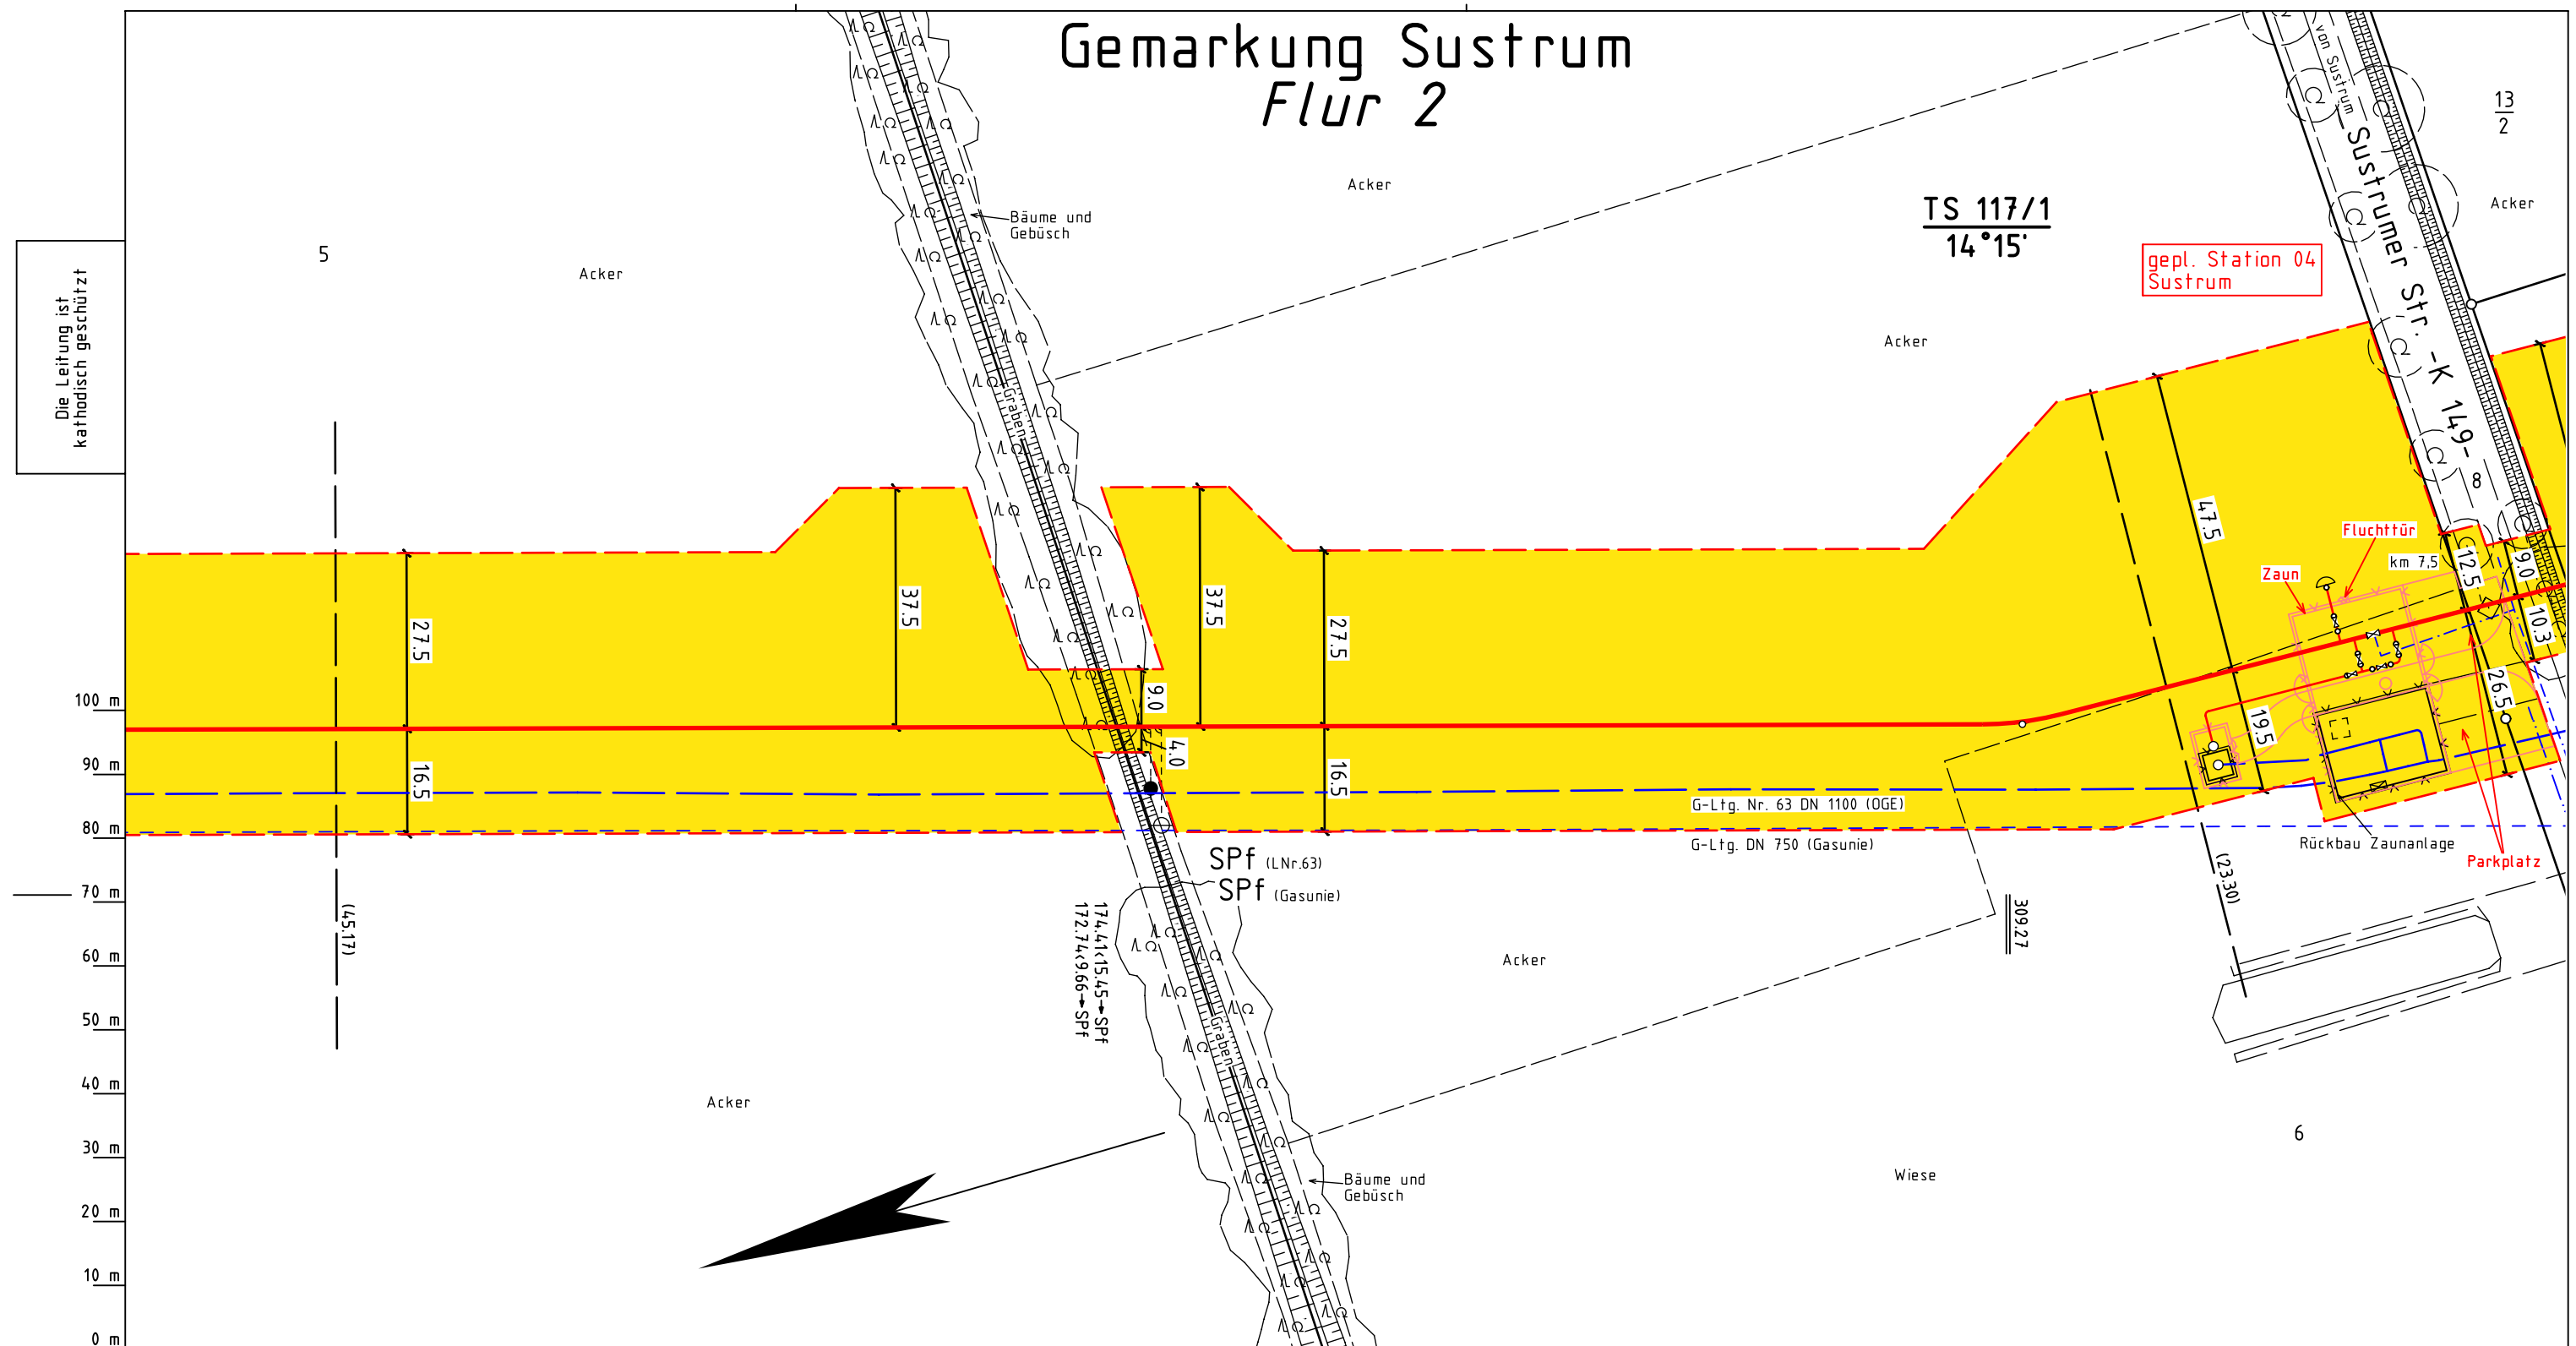 Gemarkung Sustrum
Flur 2
von Sustrum
Sustrumer Str. -K 149-
8
13
2
Acker
Acker
Bäume und
Gebüsch
TS 117/1
14°15'
gepl. Station 04
Sustrum
5
Acker
Acker
Die Leitung ist
kathodisch geschützt
Graben
47.5
Fluchttür
Zaun
km 7,5
12.5
9.0
10.3
27.5
37.5
37.5
27.5
9.0
4.0
26.5
19.5
16.5
16.5
G-Ltg. Nr. 63 DN 1100 (OGE)
G-Ltg. DN 750 (Gasunie)
Rückbau Zaunanlage
Parkplatz
SPf (LNr.63)
SPf (Gasunie)
(45.17)
174.41<15.45→SPf
172.74<9.66→SPf
309.27
(23.30)
Acker
Graben
Acker
6
Wiese
Bäume und
Gebüsch
100 m
90 m
80 m
70 m
60 m
50 m
40 m
30 m
20 m
10 m
0 m